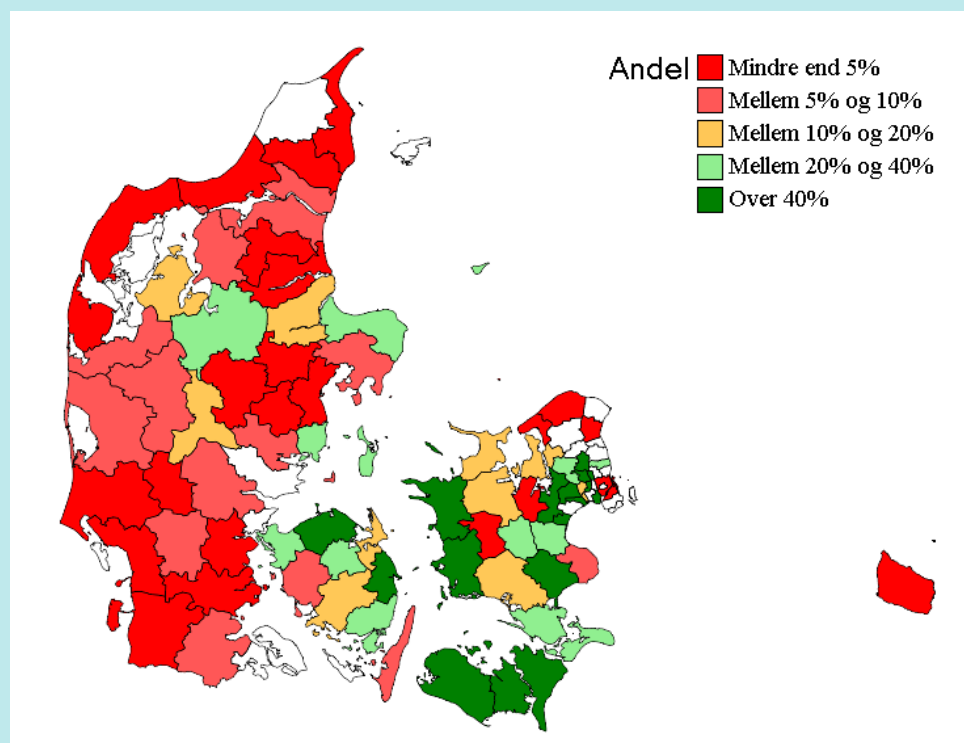 Andel
Mindre end 5%
Mellem 5% og 10%
Mellem 10% og 20%
Mellem 20% og 40%
Over 40%